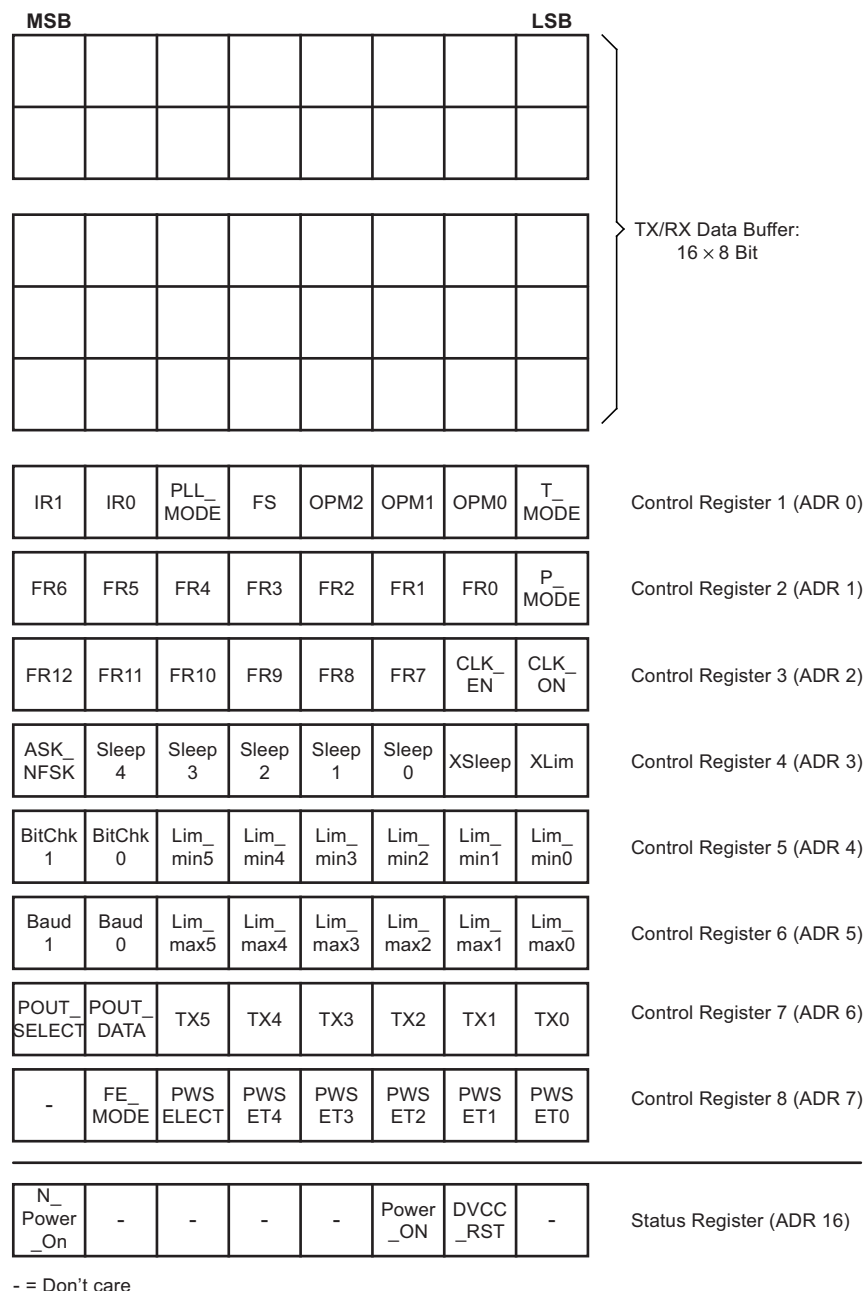 MSB LSB
TX/RX Data Buffer:
16 × 8 Bit
IR1 IR0 PLL_ MODE FS OPM2 OPM1 OPM0 T_ MODE Control Register 1 (ADR 0)
FR6 FR5 FR4 FR3 FR2 FR1 FR0 P_ MODE Control Register 2 (ADR 1)
FR12 FR11 FR10 FR9 FR8 FR7 CLK_ EN CLK_ ON Control Register 3 (ADR 2)
ASK_ NFSK Sleep 4 Sleep 3 Sleep 2 Sleep 1 Sleep 0 XSleep XLim Control Register 4 (ADR 3)
BitChk 1 BitChk 0 Lim_ min5 Lim_ min4 Lim_ min3 Lim_ min2 Lim_ min1 Lim_ min0 Control Register 5 (ADR 4)
Baud 1 Baud 0 Lim_ max5 Lim_ max4 Lim_ max3 Lim_ max2 Lim_ max1 Lim_ max0 Control Register 6 (ADR 5)
POUT_ SELECT POUT_ DATA TX5 TX4 TX3 TX2 TX1 TX0 Control Register 7 (ADR 6)
- FE_ MODE PWS ELECT PWS ET4 PWS ET3 PWS ET2 PWS ET1 PWS ET0 Control Register 8 (ADR 7)
N_ Power _On - - - - Power _ON DVCC _RST - Status Register (ADR 16)
- = Don't care